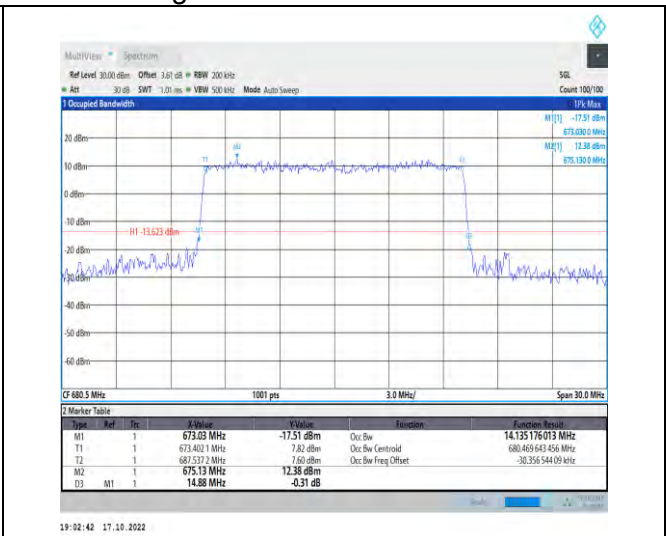 MultiView Spectrum
Ref Level 30.00 dBm Offset 3.61 dB RBW 200 kHz SGL
Att 30 dB SWT 1.01 ms VBW 500 kHz Mode Auto Sweep Count 100/100
1 Occupied Bandwidth 1Pk Max
M1[1] -17.51 dBm
673.030 0 MHz
M2[1] 12.38 dBm
675.130 0 MHz
20 dBm
M2
T1
10 dBm
0 dBm
-10 dBm
H1 -13.623 dBm M1
D3
-20 dBm
-30 dBm
-40 dBm
-50 dBm
-60 dBm
CF 680.5 MHz 1001 pts 3.0 MHz/ Span 30.0 MHz
2 Marker Table
Type Ref Trc X-Value Y-Value Function Function Result
M1 1 673.03 MHz -17.51 dBm Occ Bw 14.135 176 013 MHz
T1 1 673.402 1 MHz 7.82 dBm Occ Bw Centroid 680.469 643 456 MHz
T2 1 687.537 2 MHz 7.60 dBm Occ Bw Freq Offset -30.356 544 09 kHz
M2 1 675.13 MHz 12.38 dBm
D3 M1 1 14.88 MHz -0.31 dB
19:02:42 17.10.2022